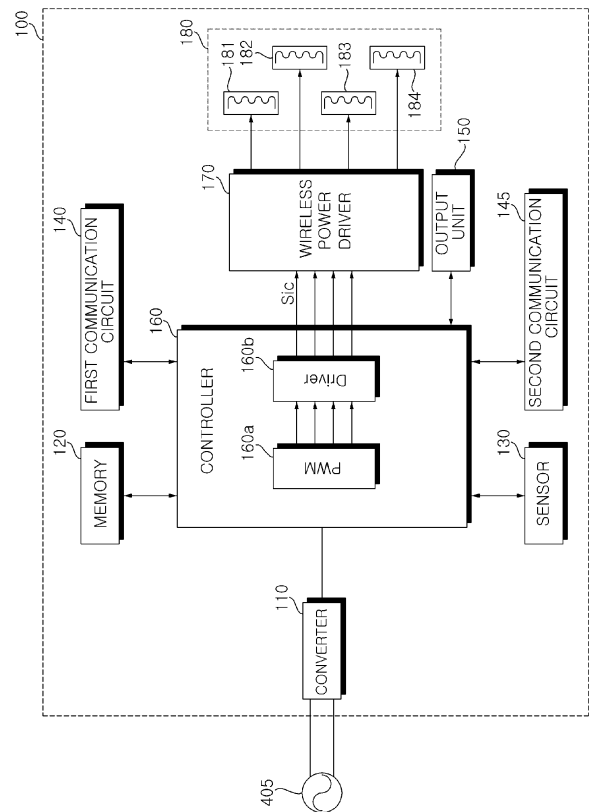 100
405
110
CONVERTER
120
MEMORY
140
FIRST COMMUNICATION
CIRCUIT
160
CONTROLLER
160a
PWM
160b
Driver
Sic
170
WIRELESS
POWER
DRIVER
180
181
182
183
184
150
OUTPUT
UNIT
130
SENSOR
145
SECOND COMMUNICATION
CIRCUIT